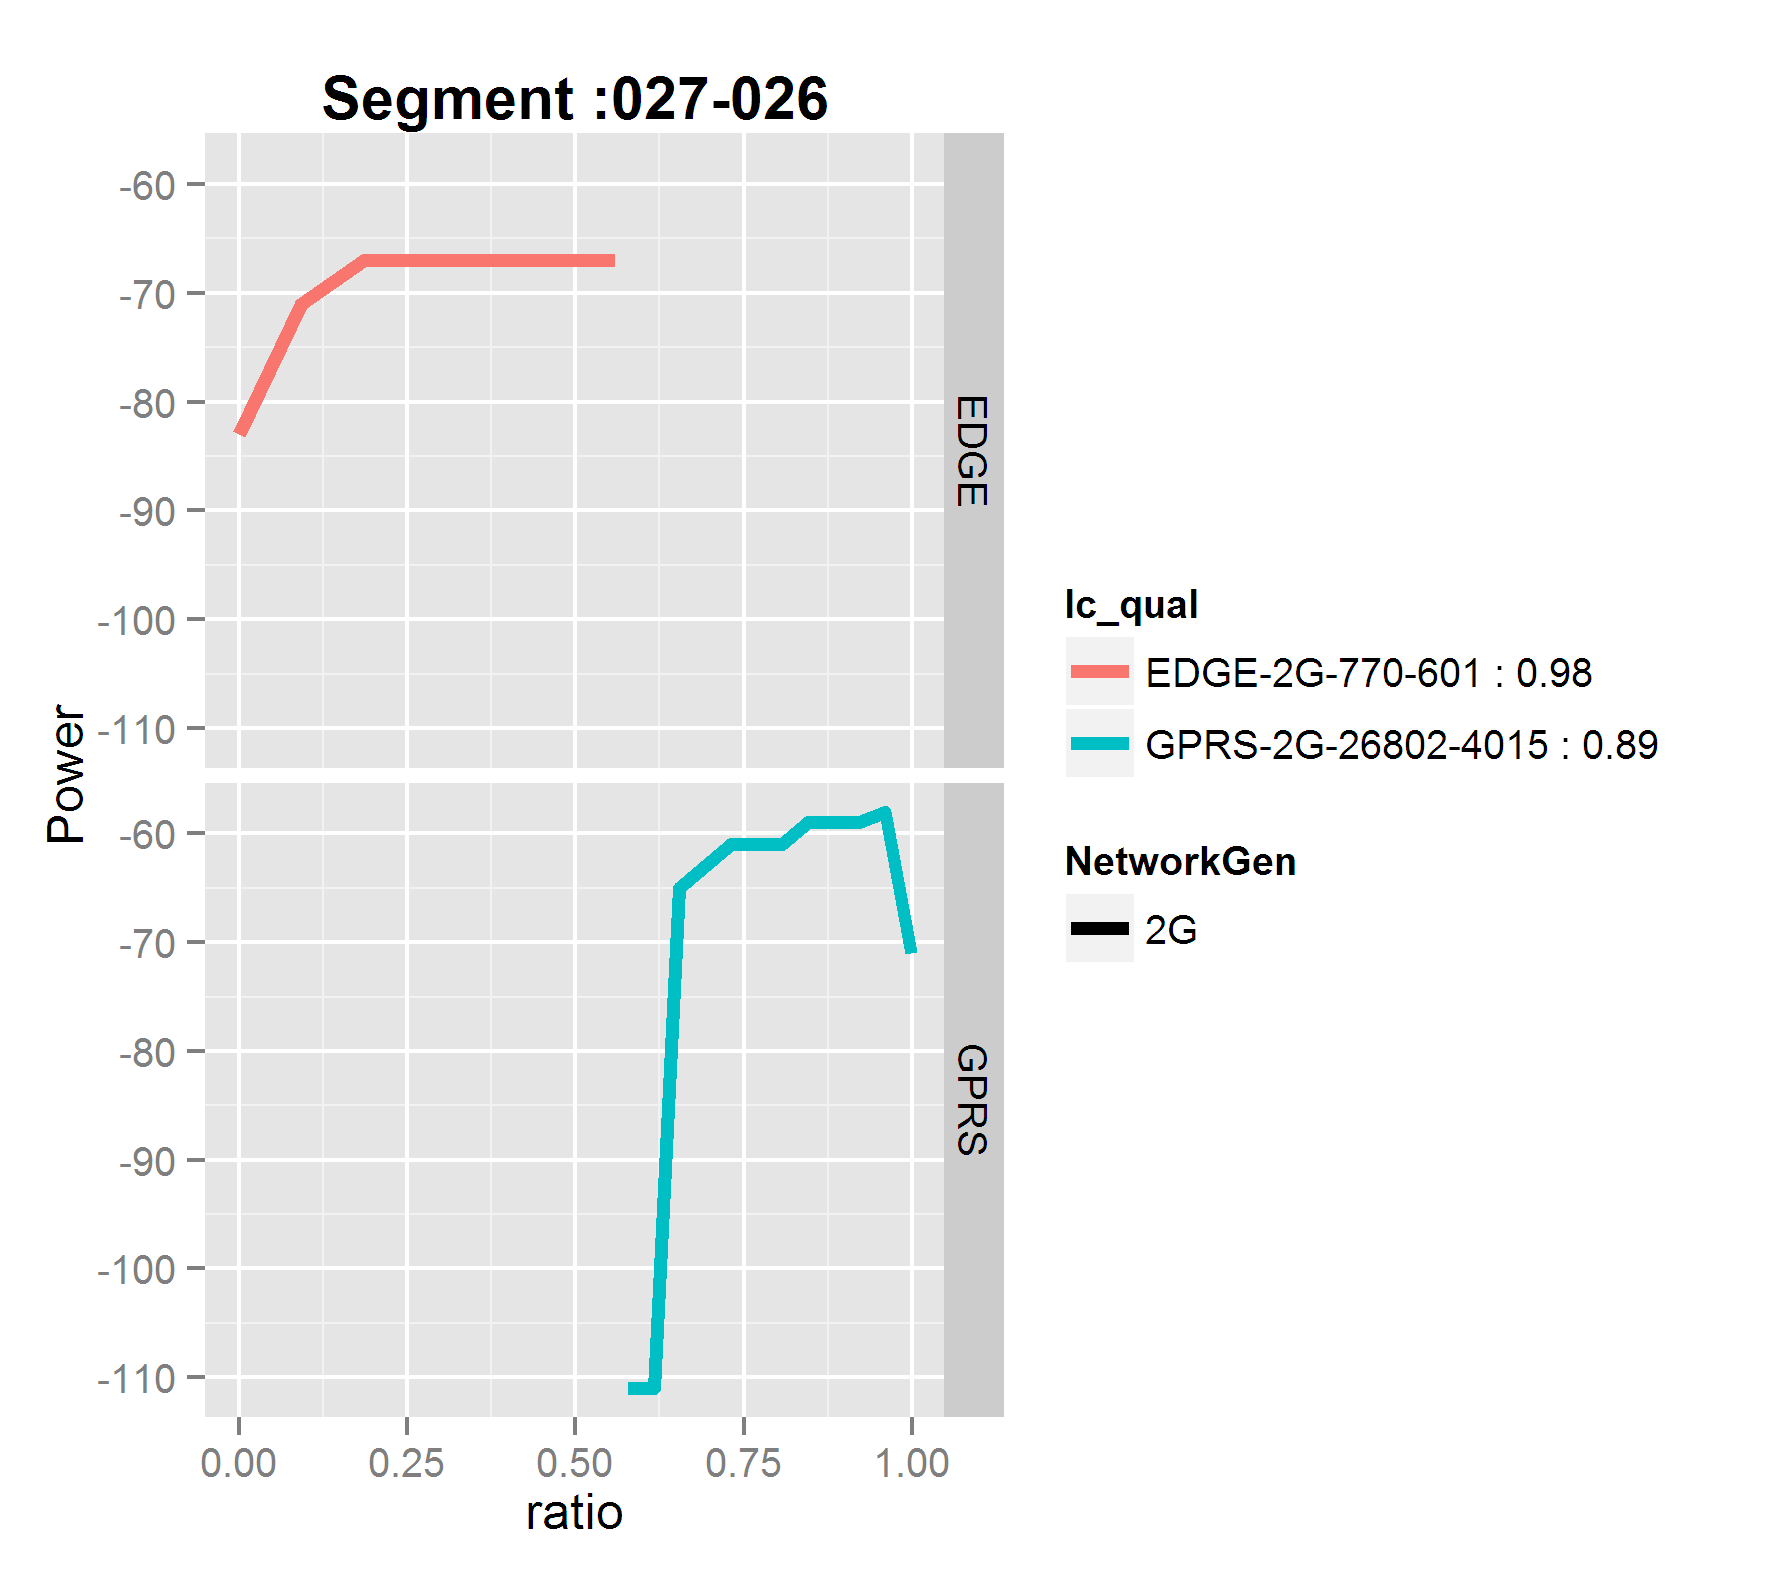 Segment :027-026
-60
-70
-80
-90
-100
-110
EDGE
Power
-60
-70
-80
-90
-100
-110
GPRS
0.00 0.25 0.50 0.75 1.00
ratio
lc_qual
EDGE-2G-770-601 : 0.98
GPRS-2G-26802-4015 : 0.89
NetworkGen
2G